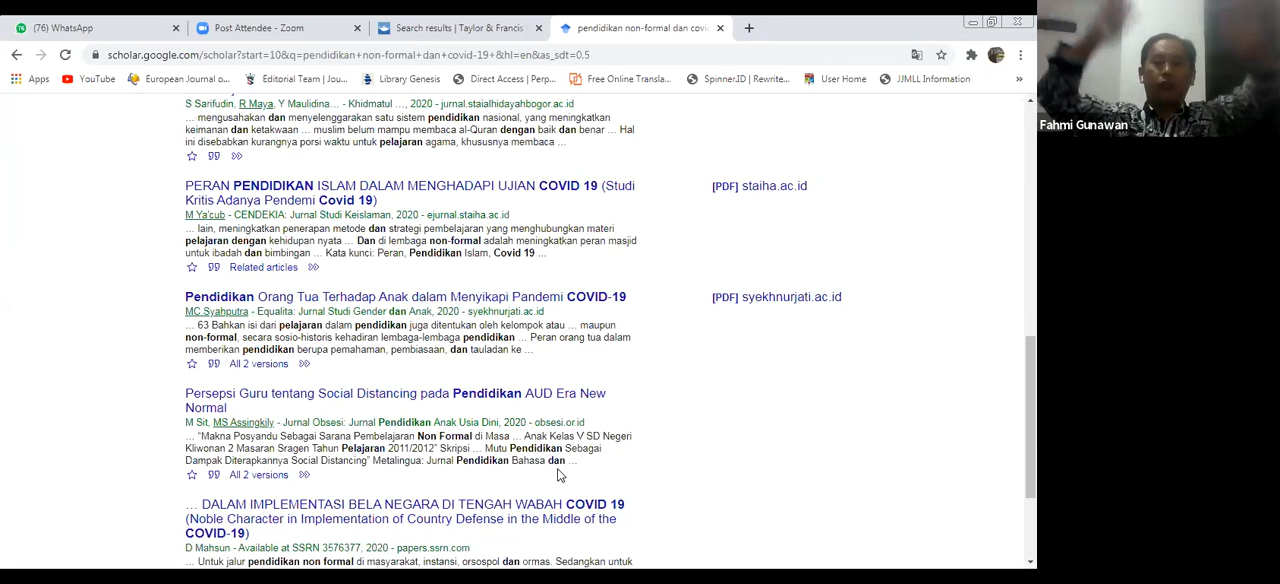 (76) WhatsApp
Post Attendee - Zoom
Search results | Taylor & Francis
pendidikan non-formal dan covid
scholar.google.com/scholar?start=10&q=pendidikan+non-formal+dan+covid-19+&hl=en&as_sdt=0.5
Apps
YouTube
European Journal o...
Editorial Team | Jou...
Library Genesis
Direct Access | Perp...
Free Online Transla...
Spinner.ID | Rewrite...
User Home
JJMLL Information
»
Fahmi Gunawan
S Sarifudin, R Maya, Y Maulidina... - Khidmatul ..., 2020 - jurnal.staialhidayahbogor.ac.id
... mengusahakan dan menyelenggarakan satu sistem pendidikan nasional, yang meningkatkan
keimanan dan ketakwaan ... muslim belum mampu membaca al-Quran dengan baik dan benar ... Hal
ini disebabkan kurangnya porsi waktu untuk pelajaran agama, khususnya membaca ...
PERAN PENDIDIKAN ISLAM DALAM MENGHADAPI UJIAN COVID 19 (Studi
Kritis Adanya Pendemi Covid 19)
[PDF] staiha.ac.id
M Ya'cub - CENDEKIA: Jurnal Studi Keislaman, 2020 - ejurnal.staiha.ac.id
... lain, meningkatkan penerapan metode dan strategi pembelajaran yang menghubungkan materi
pelajaran dengan kehidupan nyata ... Dan di lembaga non-formal adalah meningkatkan peran masjid
untuk ibadah dan bimbingan ... Kata kunci: Peran, Pendidikan Islam, Covid 19 ...
Related articles
Pendidikan Orang Tua Terhadap Anak dalam Menyikapi Pandemi COVID-19
[PDF] syekhnurjati.ac.id
MC Syahputra - Equalita: Jurnal Studi Gender dan Anak, 2020 - syekhnurjati.ac.id
... 63 Bahkan isi dari pelajaran dalam pendidikan juga ditentukan oleh kelompok atau ... maupun
non-formal, secara sosio-historis kehadiran lembaga-lembaga pendidikan ... Peran orang tua dalam
memberikan pendidikan berupa pemahaman, pembiasaan, dan tauladan ke ...
All 2 versions
Persepsi Guru tentang Social Distancing pada Pendidikan AUD Era New
Normal
M Sit, MS Assingkily - Jurnal Obsesi: Jurnal Pendidikan Anak Usia Dini, 2020 - obsesi.or.id
... “Makna Posyandu Sebagai Sarana Pembelajaran Non Formal di Masa ... Anak Kelas V SD Negeri
Kliwonan 2 Masaran Sragen Tahun Pelajaran 2011/2012” Skripsi ... Mutu Pendidikan Sebagai
Dampak Diterapkannya Social Distancing” Metalingua: Jurnal Pendidikan Bahasa dan ...
All 2 versions
... DALAM IMPLEMENTASI BELA NEGARA DI TENGAH WABAH COVID 19
(Noble Character in Implementation of Country Defense in the Middle of the
COVID-19)
D Mahsun - Available at SSRN 3576377, 2020 - papers.ssrn.com
... Untuk jalur pendidikan non formal di masyarakat, instansi, orsospol dan ormas. Sedangkan untuk